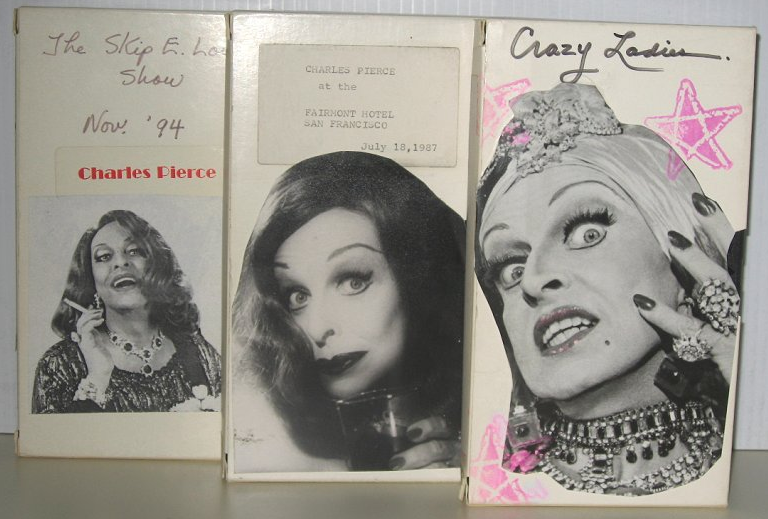 The Skip E.
Show
Nov. '94
Charles Pierce
CHARLES PIERCE
at the
FAIRMONT HOTEL
SAN FRANCISCO
July 18,1987
Crazy Ladies.